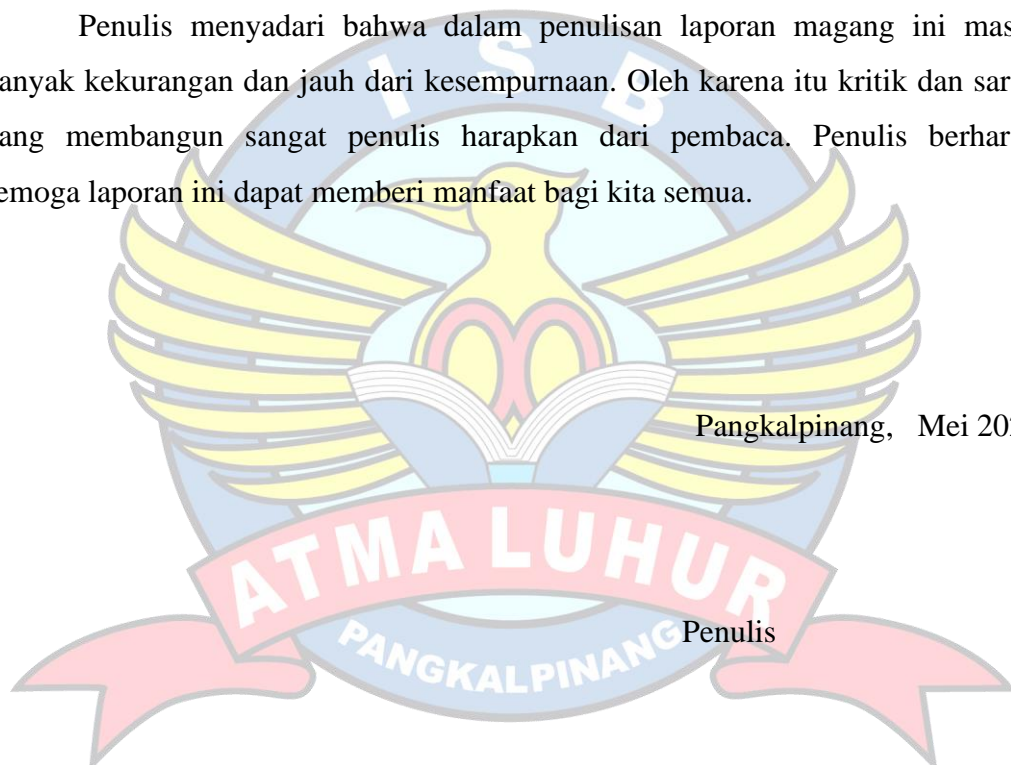 I S B
Penulis menyadari bahwa dalam penulisan laporan magang ini mas
anyak kekurangan dan jauh dari kesempurnaan. Oleh karena itu kritik dan sar
ang membangun sangat penulis harapkan dari pembaca. Penulis berhar
emoga laporan ini dapat memberi manfaat bagi kita semua.
Pangkalpinang, Mei 202
ATMA LUHUR
PANGKALPINANG
Penulis